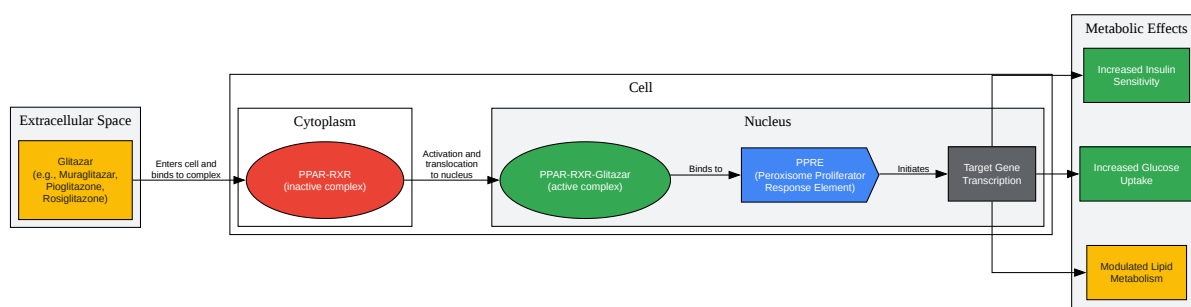 Metabolic Effects
Increased Insulin
Sensitivity
Cell
Extracellular Space
Cytoplasm
Nucleus
Glitazar
(e.g., Muraglitazar,
Pioglitazone,
Rosiglitazone)
Enters cell and
binds to complex
PPAR-RXR
(inactive complex)
Activation and
translocation
to nucleus
PPAR-RXR-Glitazar
(active complex)
Binds to
PPRE
(Peroxisome Proliferator
Response Element)
Initiates
Target Gene
Transcription
Increased Glucose
Uptake
Modulated Lipid
Metabolism